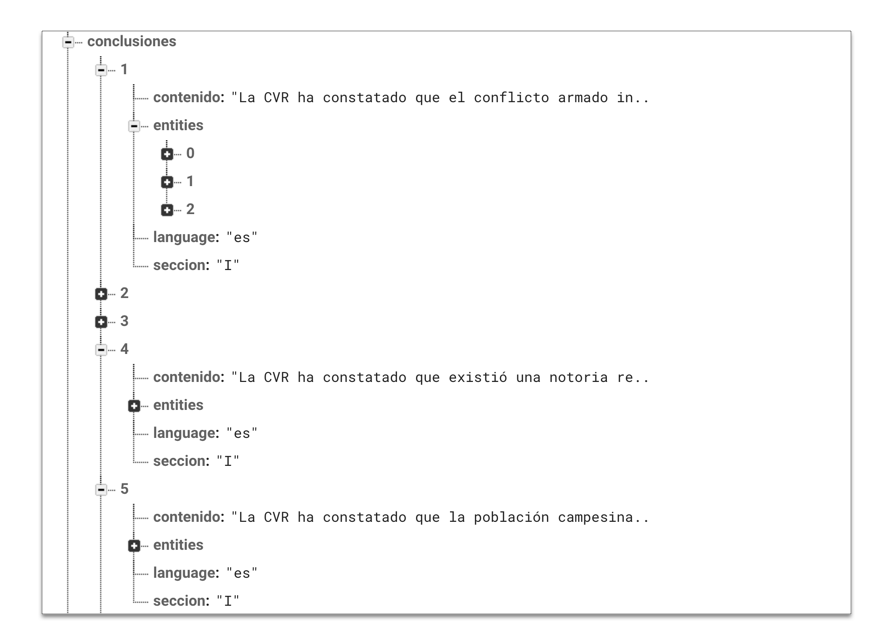 conclusiones
1
contenido: "La CVR ha constatado que el conflicto armado in..
entities
0
1
2
language: "es"
seccion: "I"
2
3
4
contenido: "La CVR ha constatado que existió una notoria re..
entities
language: "es"
seccion: "I"
5
contenido: "La CVR ha constatado que la población campesina..
entities
language: "es"
seccion: "I"